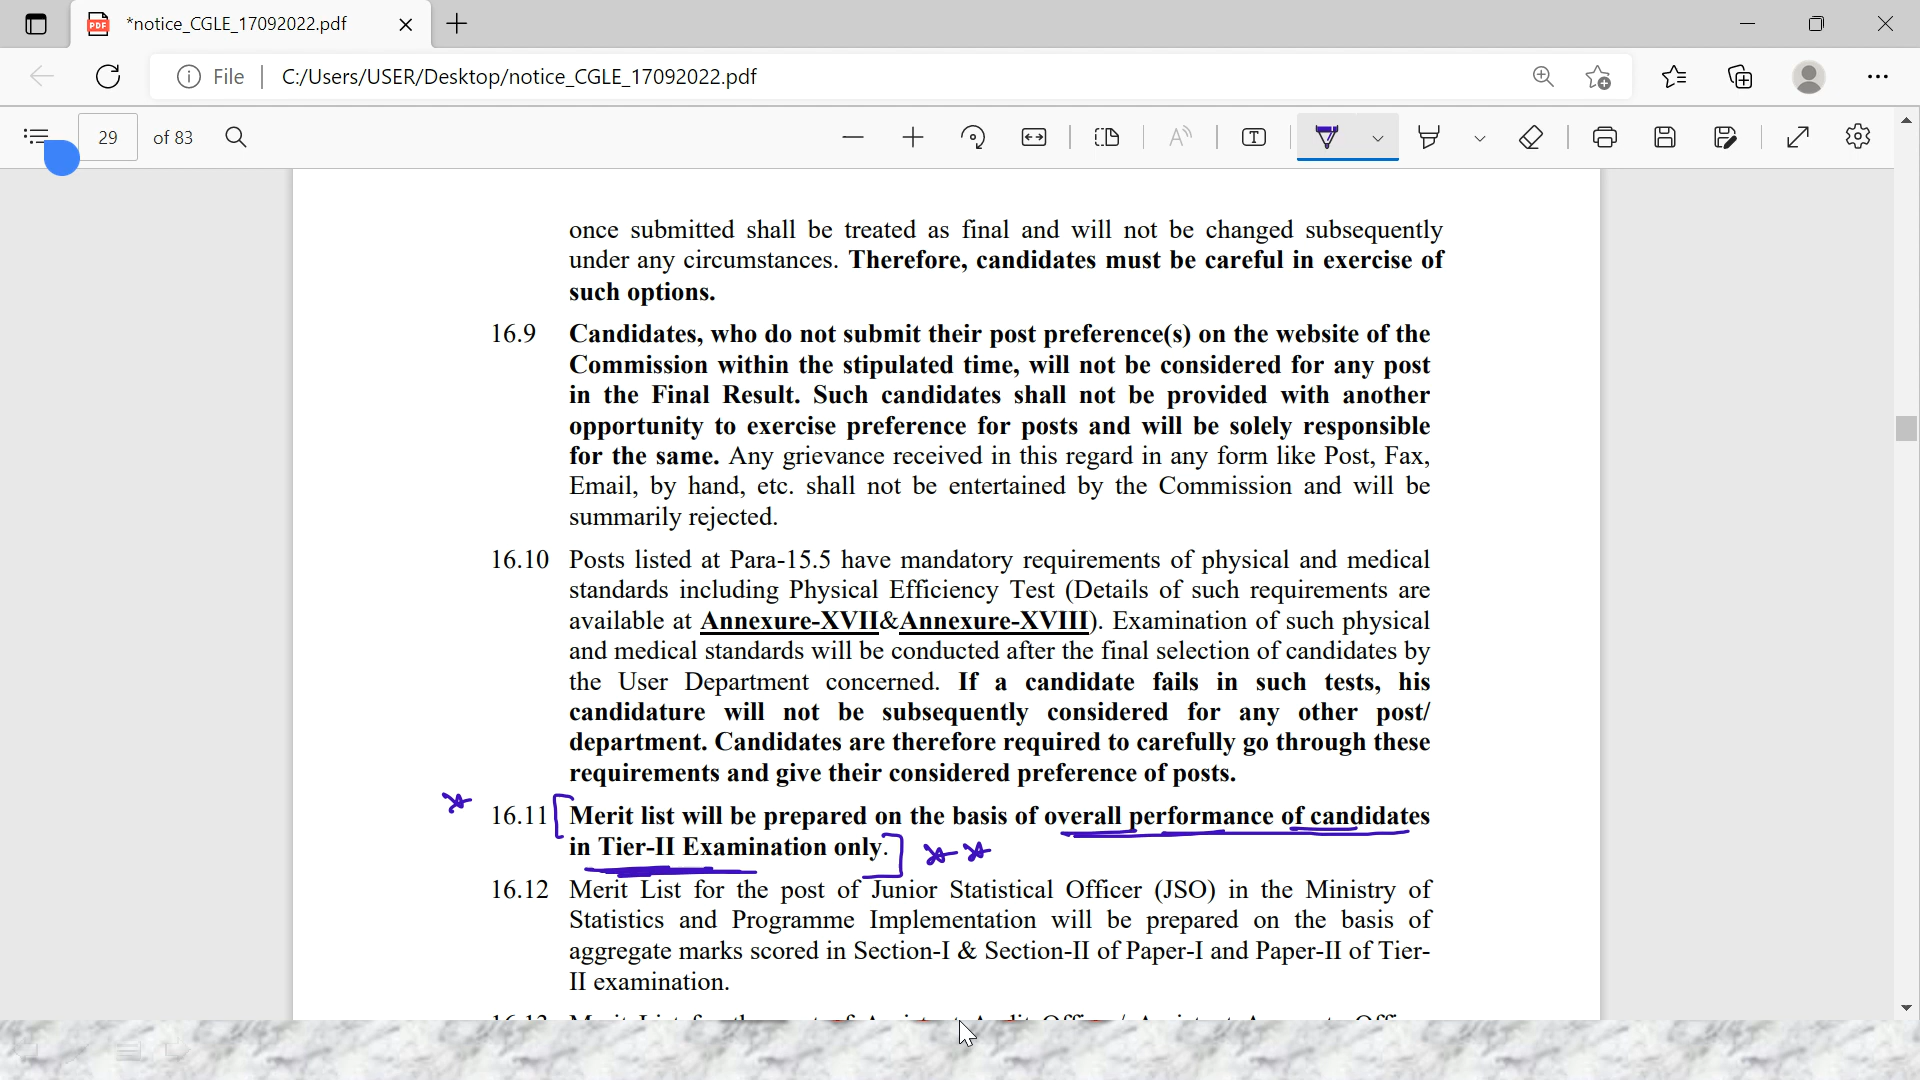 *notice_CGLE_17092022.pdf
File
C:/Users/USER/Desktop/notice_CGLE_17092022.pdf
29 of 83
once submitted shall be treated as final and will not be changed subsequently
under any circumstances. Therefore, candidates must be careful in exercise of
such options.
16.9 Candidates, who do not submit their post preference(s) on the website of the
Commission within the stipulated time, will not be considered for any post
in the Final Result. Such candidates shall not be provided with another
opportunity to exercise preference for posts and will be solely responsible
for the same. Any grievance received in this regard in any form like Post, Fax,
Email, by hand, etc. shall not be entertained by the Commission and will be
summarily rejected.
16.10 Posts listed at Para-15.5 have mandatory requirements of physical and medical
standards including Physical Efficiency Test (Details of such requirements are
available at Annexure-XVII&Annexure-XVIII). Examination of such physical
and medical standards will be conducted after the final selection of candidates by
the User Department concerned. If a candidate fails in such tests, his
candidature will not be subsequently considered for any other post/
department. Candidates are therefore required to carefully go through these
requirements and give their considered preference of posts.
16.11 Merit list will be prepared on the basis of overall performance of candidates
in Tier-II Examination only.
16.12 Merit List for the post of Junior Statistical Officer (JSO) in the Ministry of
Statistics and Programme Implementation will be prepared on the basis of
aggregate marks scored in Section-I & Section-II of Paper-I and Paper-II of Tier-
II examination.